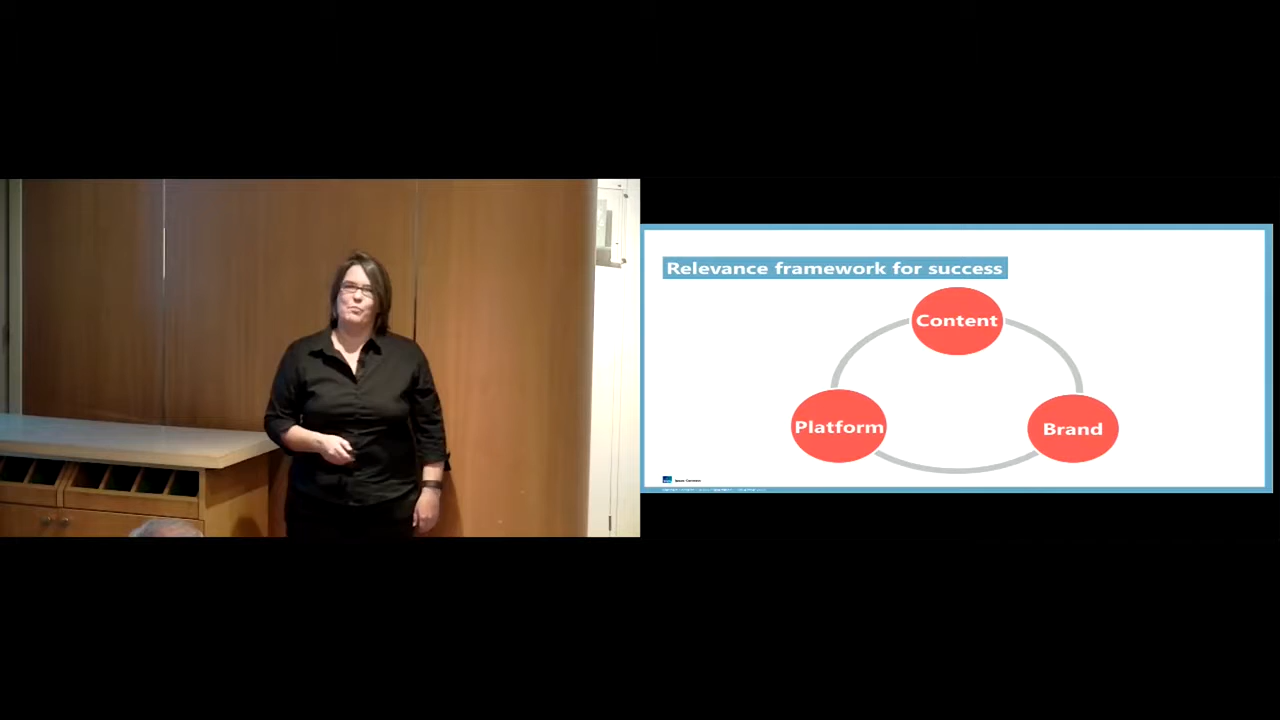 Relevance framework for success
Content
Platform
Brand